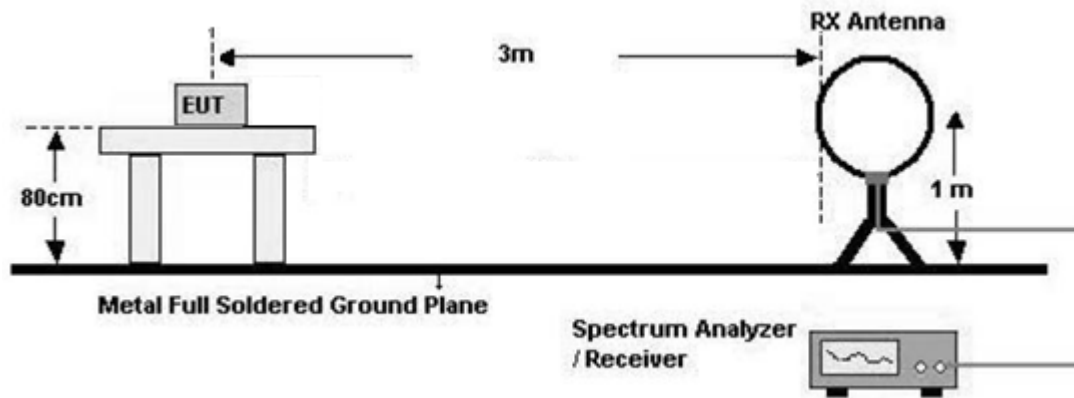 RX Antenna
3m
EUT
80cm
1 m
Metal Full Soldered Ground Plane
Spectrum Analyzer
/ Receiver